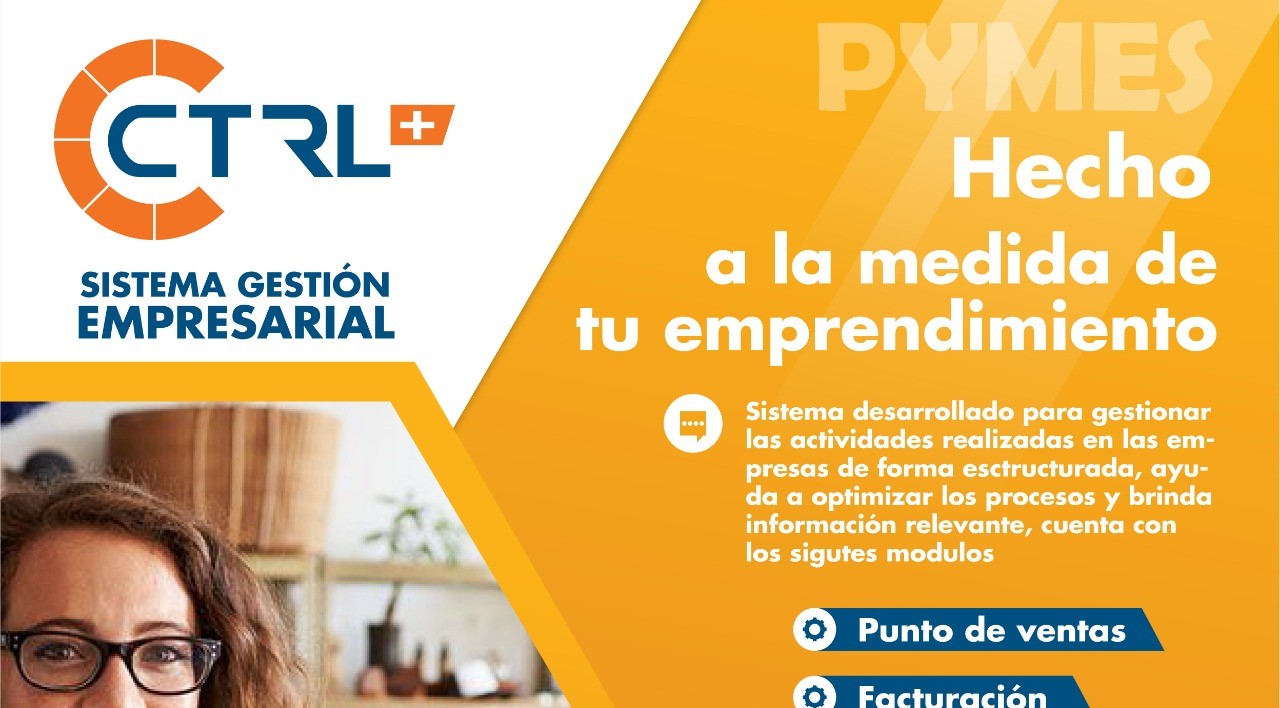 CTRL+
SISTEMA GESTIÓN
EMPRESARIAL
PYMES
Hecho
a la medida de
tu emprendimiento
Sistema desarrollado para gestionar
las actividades realizadas en las em-
presas de forma esctructurada, ayu-
da a optimizar los procesos y brinda
información relevante, cuenta con
los sigutes modulos
Punto de ventas
Facturación